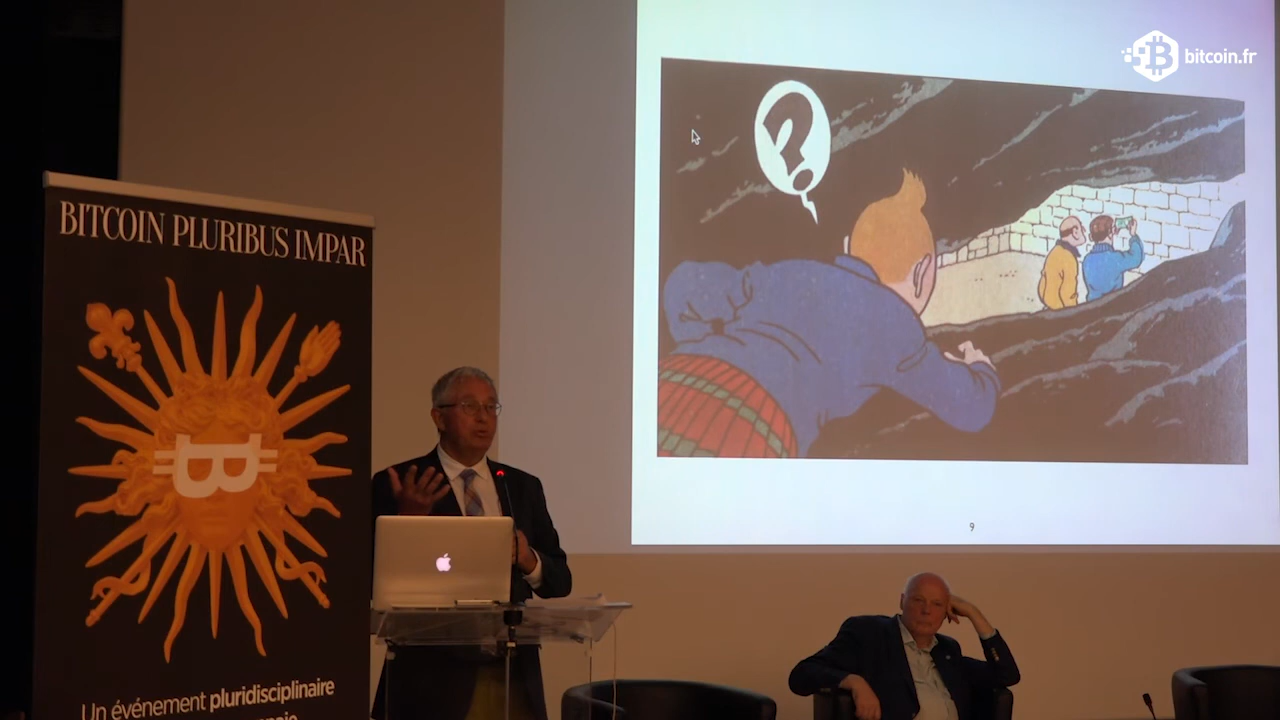 bitcoin.fr
?
BITCOIN PLURIBUS IMPAR
B
Un événement pluridisciplinaire
9